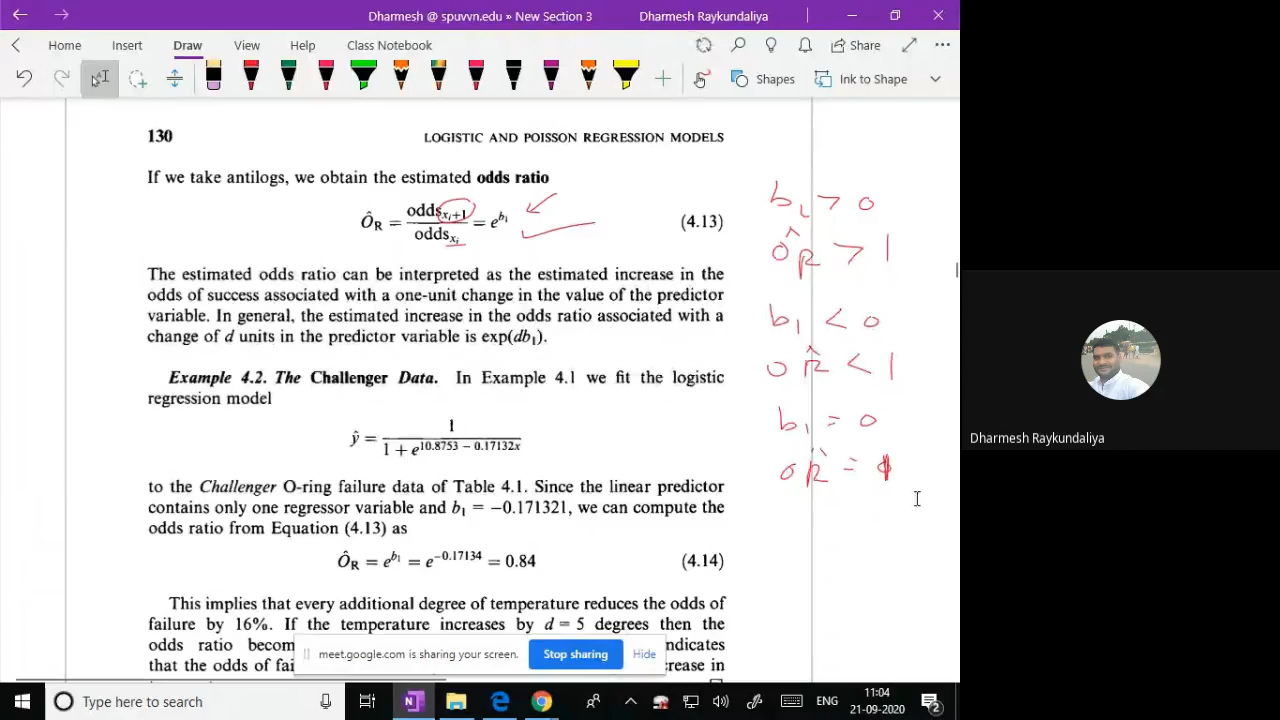 Dharmesh @ spuvvn.edu » New Section 3
Dharmesh Raykundaliya
Home Insert Draw View Help Class Notebook
Share
Shapes
Ink to Shape
130 LOGISTIC AND POISSON REGRESSION MODELS
If we take antilogs, we obtain the estimated odds ratio
Ô_R = odds_{x_i+1} / odds_{x_i} = e^{b_1} (4.13)
The estimated odds ratio can be interpreted as the estimated increase in the
odds of success associated with a one-unit change in the value of the predictor
variable. In general, the estimated increase in the odds ratio associated with a
change of d units in the predictor variable is exp(db₁).
Example 4.2. The Challenger Data. In Example 4.1 we fit the logistic
regression model
ŷ = 1 / 1 + e^{10.8753 − 0.17132x}
to the Challenger O-ring failure data of Table 4.1. Since the linear predictor
contains only one regressor variable and b₁ = −0.171321, we can compute the
odds ratio from Equation (4.13) as
Ô_R = e^{b_1} = e^{−0.17134} = 0.84 (4.14)
This implies that every additional degree of temperature reduces the odds of
failure by 16%. If the temperature increases by d = 5 degrees then the
odds ratio becom ndicates
that the odds of fai rease in
b₁ > 0
ÔR > 1
b₁ < 0
OR̂ < 1
b₁ = 0
OR̂ = 1
meet.google.com is sharing your screen.
Stop sharing
Hide
Dharmesh Raykundaliya
Type here to search
ENG
11:04
21-09-2020
2